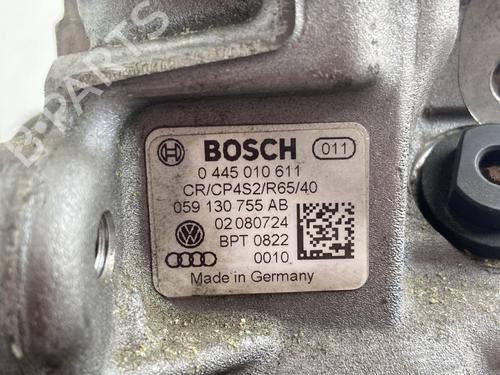 B-PARTS
BOSCH 011
0 445 010 611
CR/CP4S2/R65/40
059 130 755 AB
02 080724
BPT 0822
0010
Made in Germany